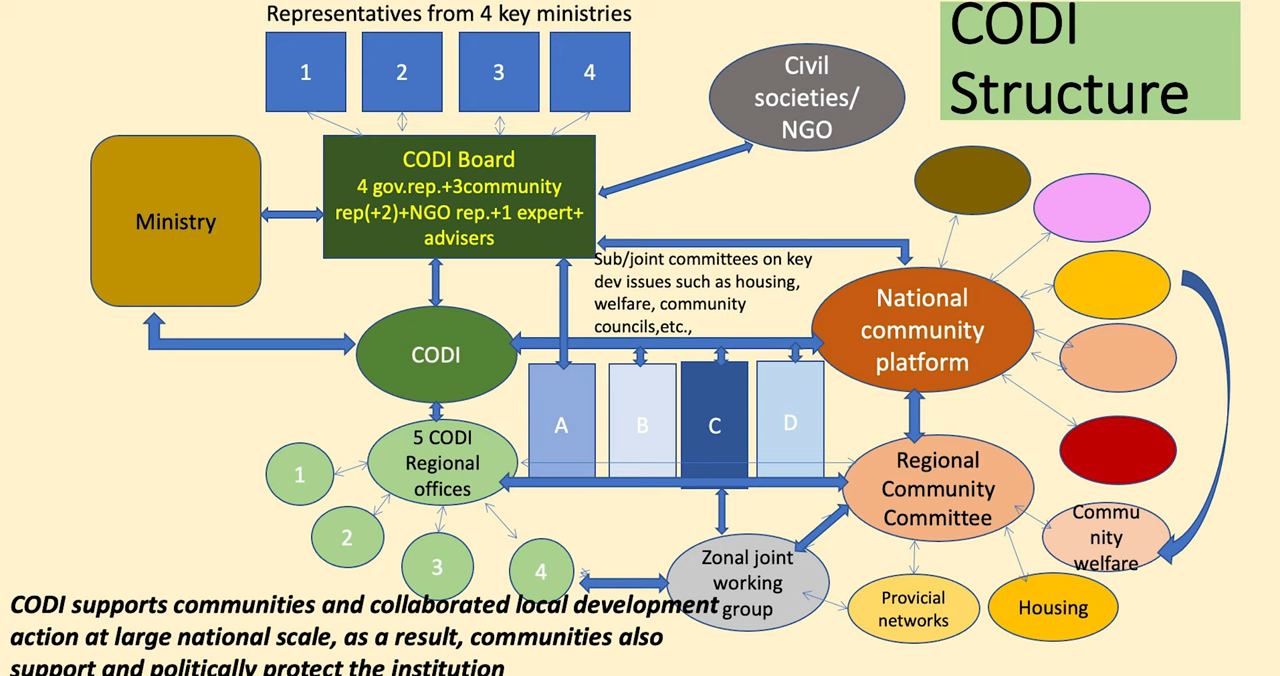 Representatives from 4 key ministries
CODI
Structure
1
2
3
4
Civil
societies/
NGO
CODI Board
4 gov.rep.+3community
rep(+2)+NGO rep.+1 expert+
advisers
Ministry
Sub/joint committees on key
dev issues such as housing,
welfare, community
councils,etc.,
National
community
platform
CODI
A
B
C
D
5 CODI
Regional
offices
1
2
3
4
Regional
Community
Committee
Commu
nity
welfare
Zonal joint
working
group
Provicial
networks
Housing
CODI supports communities and collaborated local development
action at large national scale, as a result, communities also
support and politically protect the institution